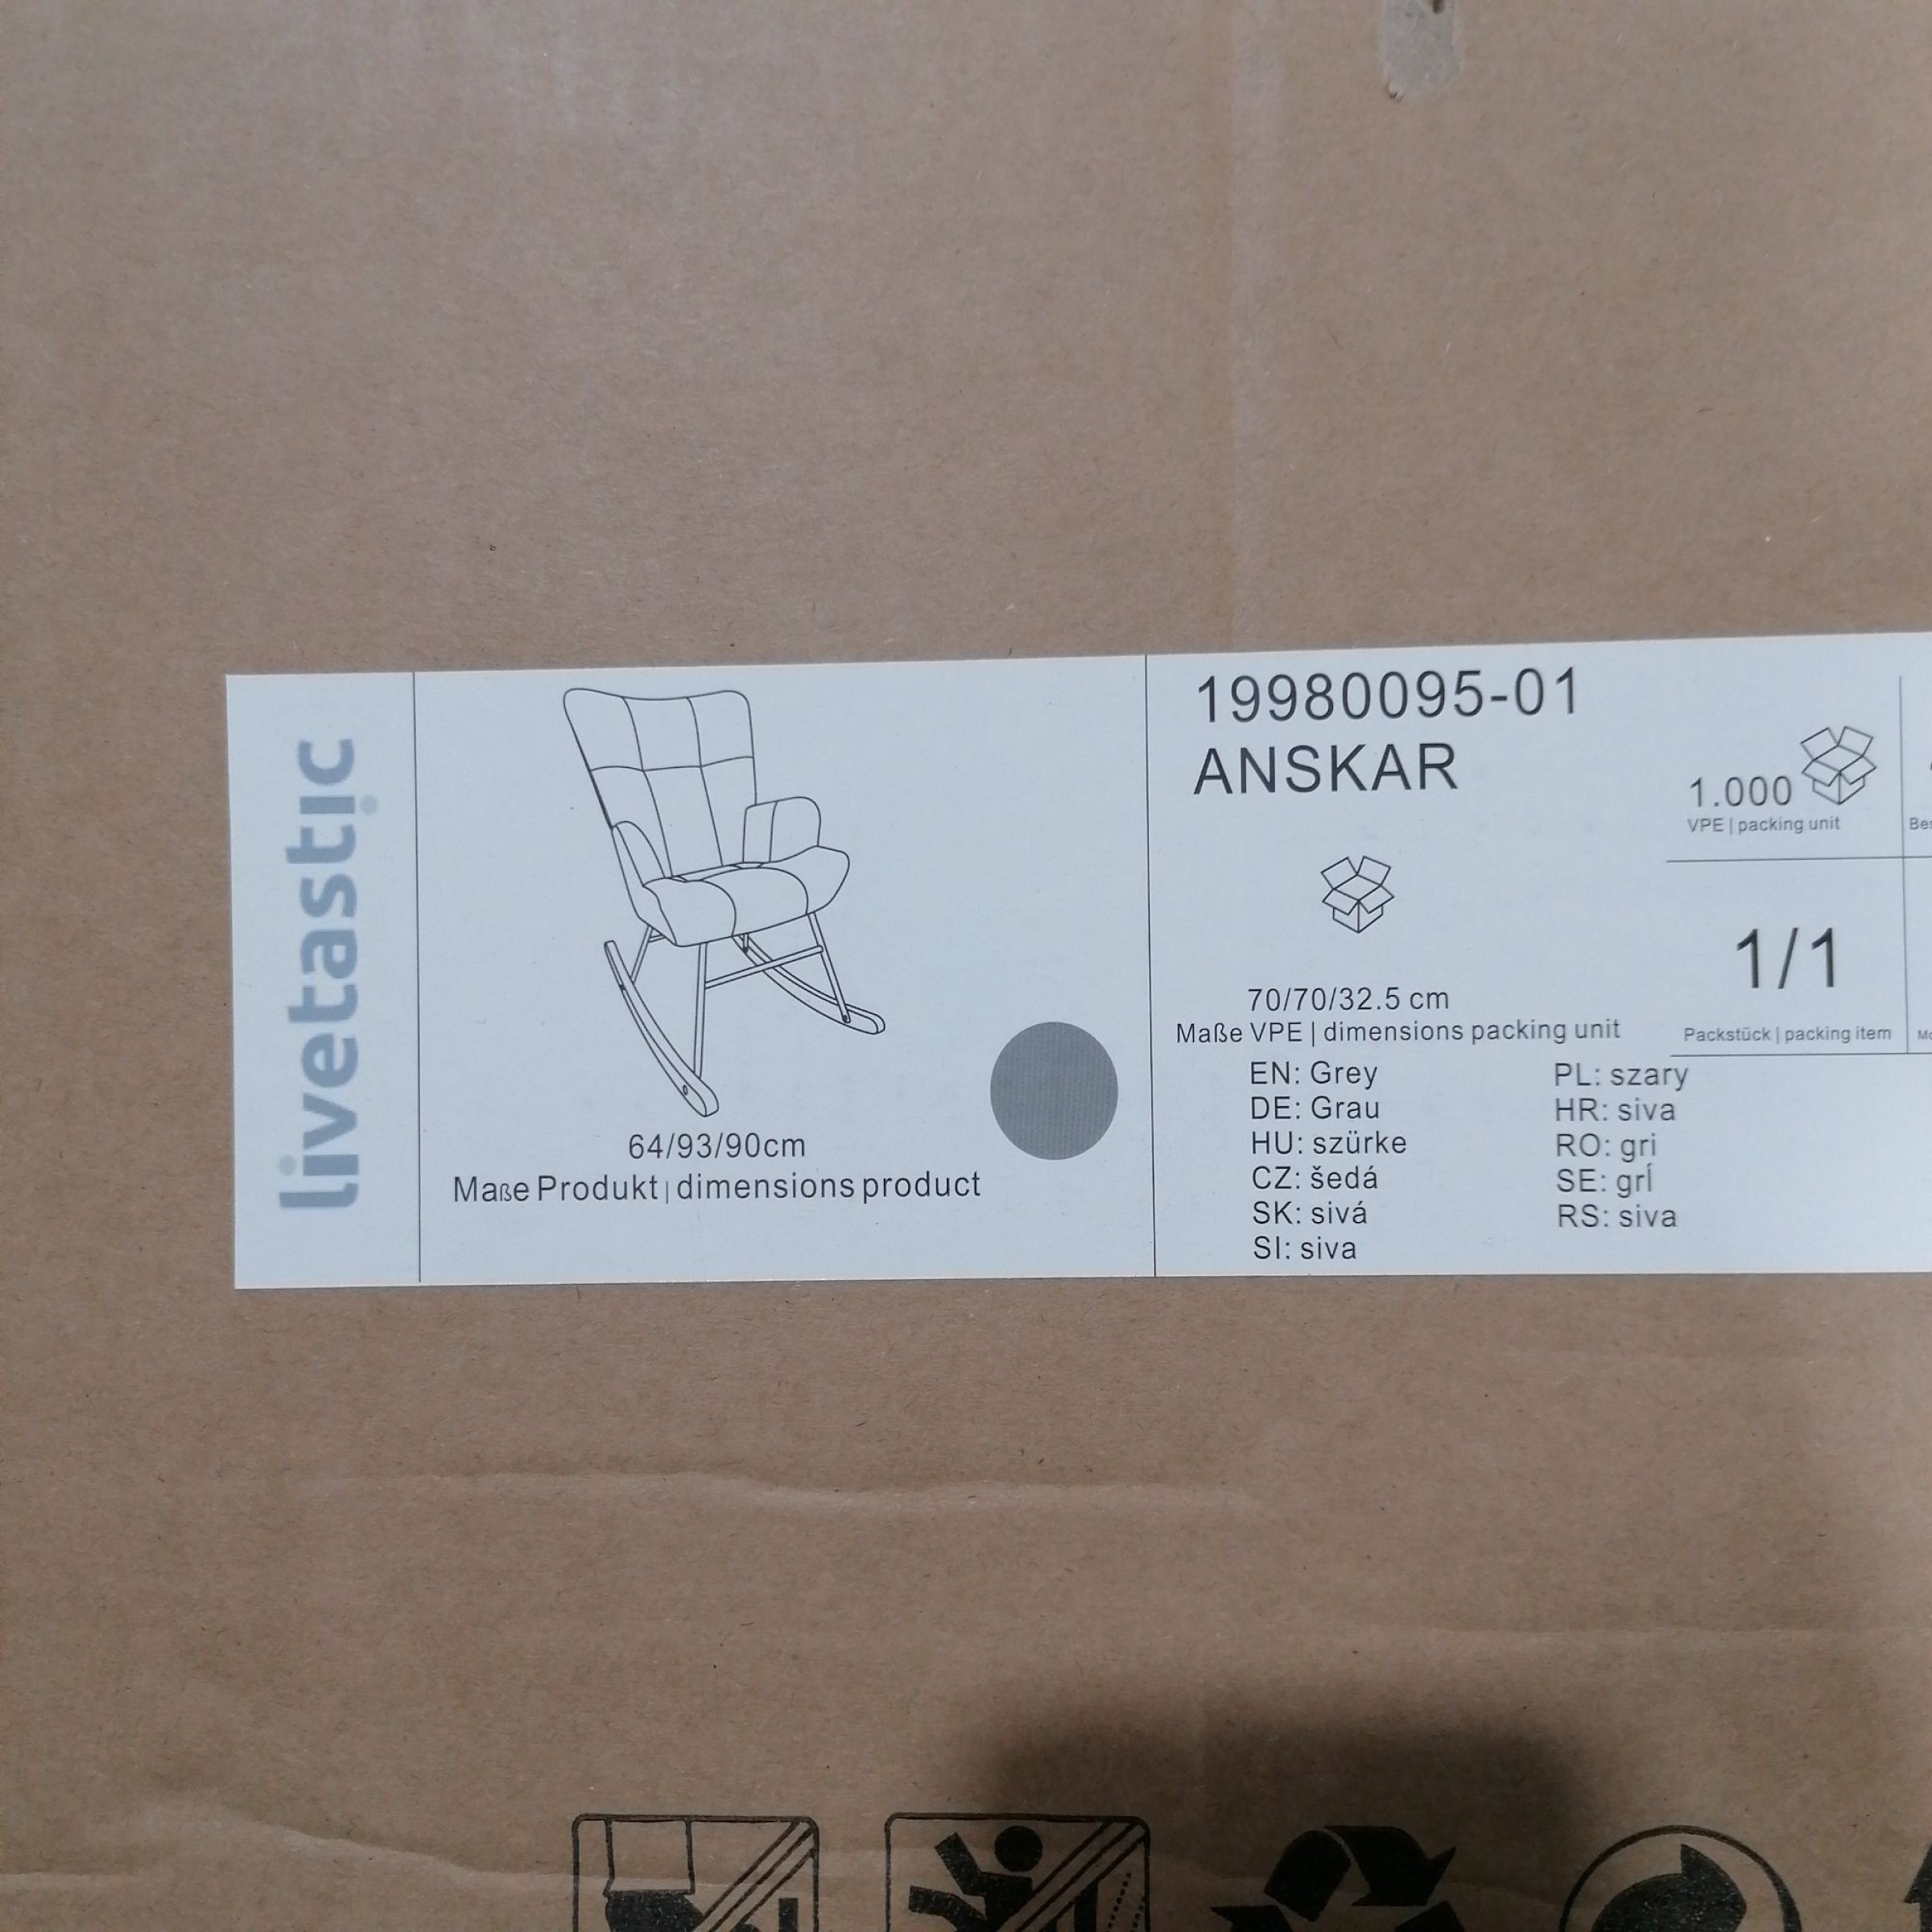 livetastic
64/93/90cm
Maße Produkt | dimensions product
19980095-01
ANSKAR
70/70/32.5 cm
Maße VPE | dimensions packing unit
EN: Grey
DE: Grau
HU: szürke
CZ: šedá
SK: sivá
SI: siva
PL: szary
HR: siva
RO: gri
SE: grĺ
RS: siva
1.000
VPE | packing unit
1/1
Packstück | packing item